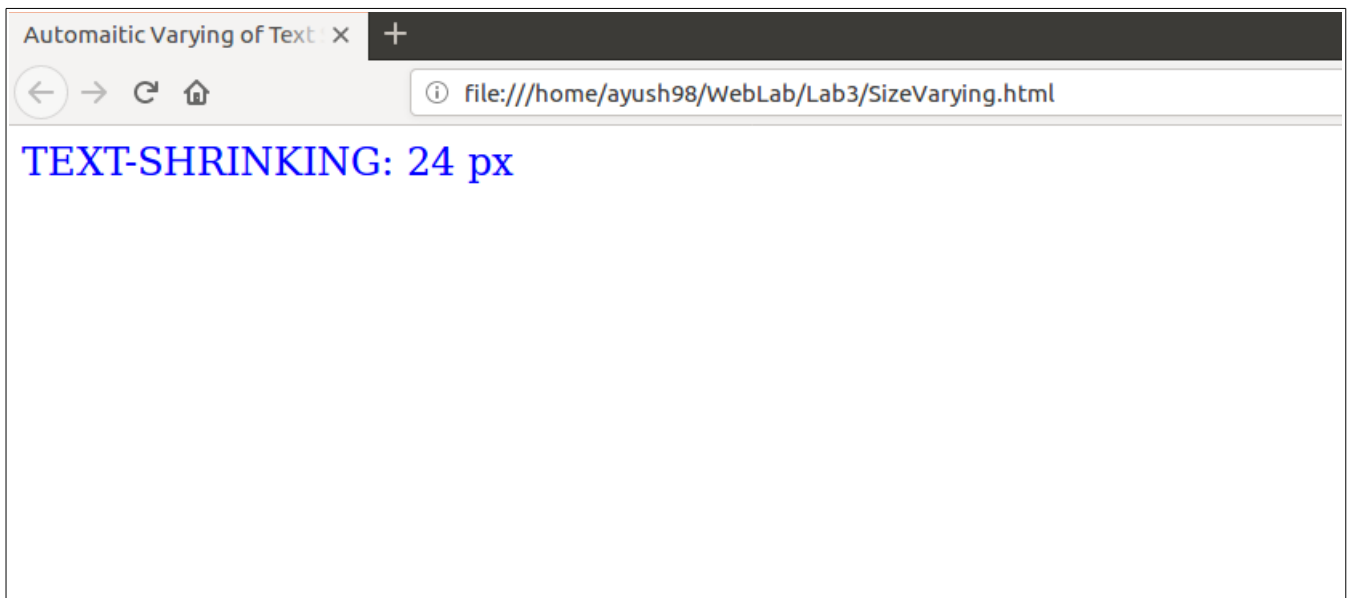 Automaitic Varying of Text
file:///home/ayush98/WebLab/Lab3/SizeVarying.html
TEXT-SHRINKING: 24 px